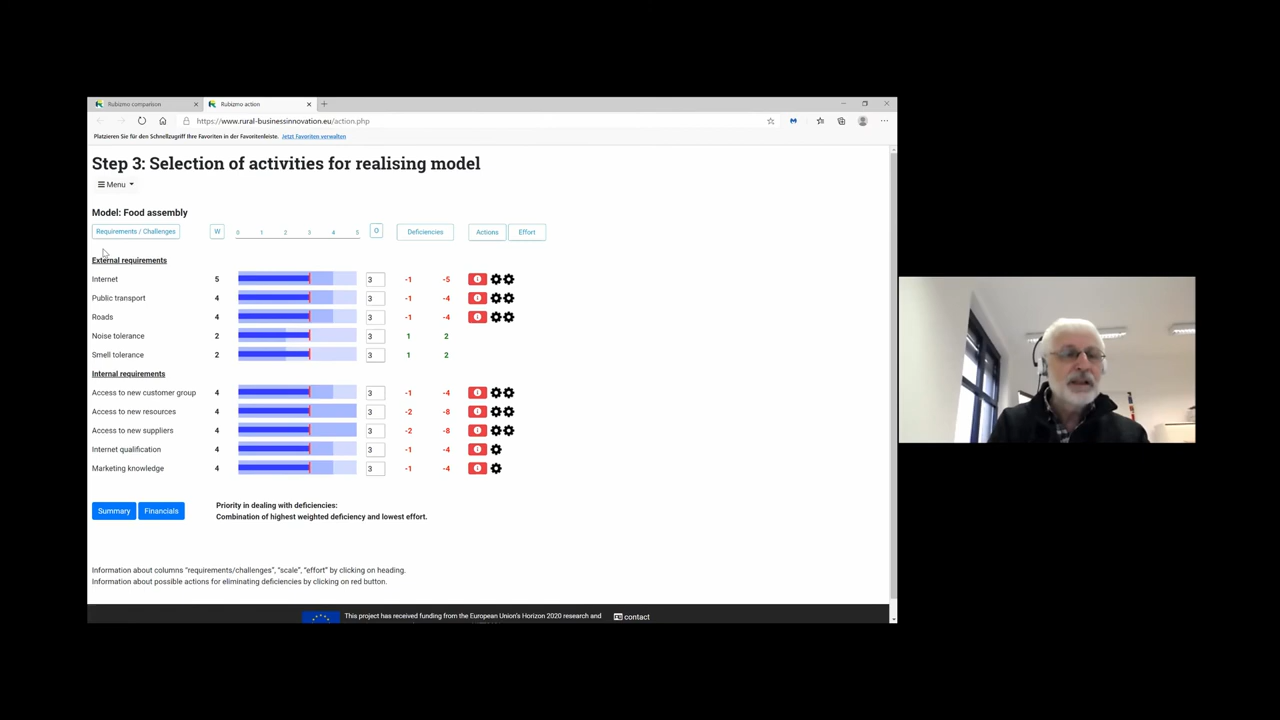 Rubizmo comparison
Rubizmo action
https://www.rural-businessinnovation.eu/action.php
Platzieren Sie für den Schnellzugriff Ihre Favoriten in der Favoritenleiste. Jetzt Favoriten verwalten
Step 3: Selection of activities for realising model
Menu
Model: Food assembly
Requirements / Challenges W 0 1 2 3 4 5 O Deficiencies Actions Effort
External requirements
Internet 5 3 -1 -5
Public transport 4 3 -1 -4
Roads 4 3 -1 -4
Noise tolerance 2 3 1 2
Smell tolerance 2 3 1 2
Internal requirements
Access to new customer group 4 3 -1 -4
Access to new resources 4 3 -2 -8
Access to new suppliers 4 3 -2 -8
Internet qualification 4 3 -1 -4
Marketing knowledge 4 3 -1 -4
Summary Financials
Priority in dealing with deficiencies:
Combination of highest weighted deficiency and lowest effort.
Information about columns "requirements/challenges", "scale", "effort" by clicking on heading.
Information about possible actions for eliminating deficiencies by clicking on red button.
This project has received funding from the European Union's Horizon 2020 research and
contact